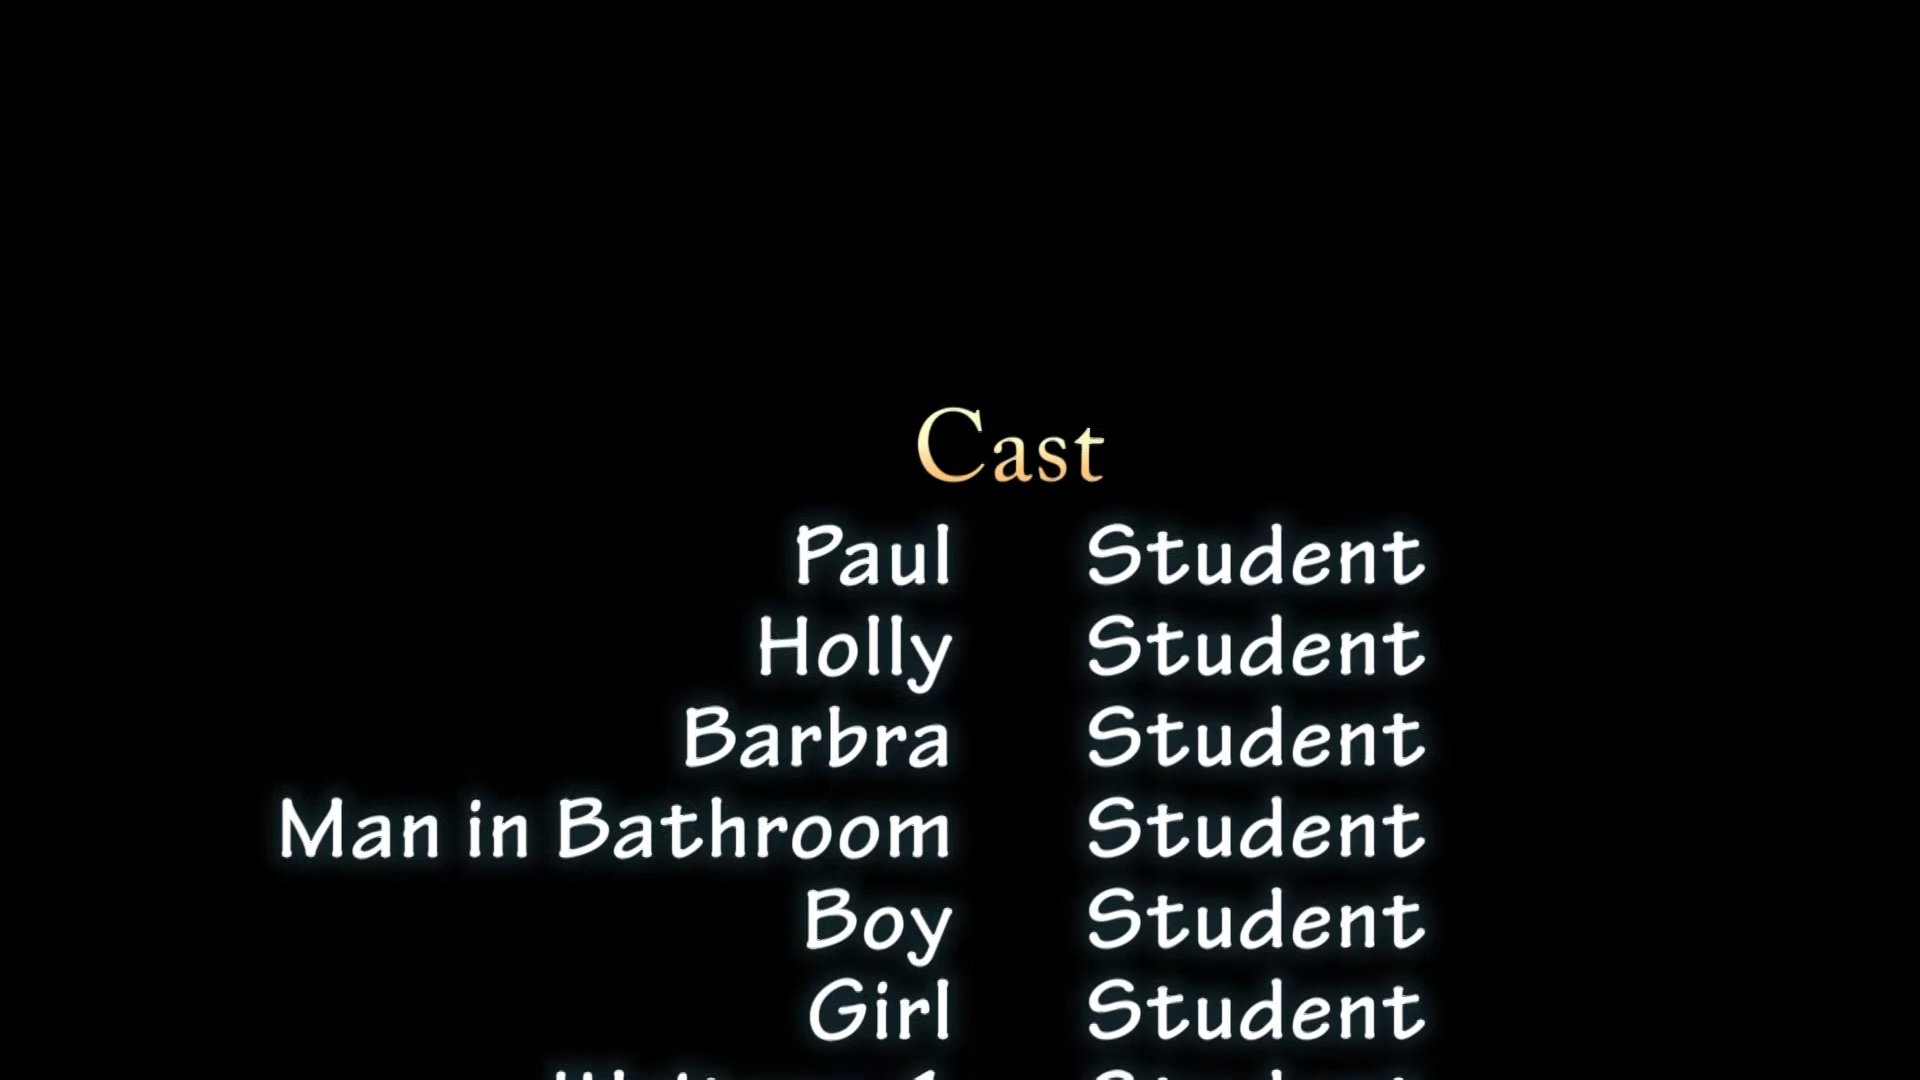 Cast
Paul Student
Holly Student
Barbra Student
Man in Bathroom Student
Boy Student
Girl Student